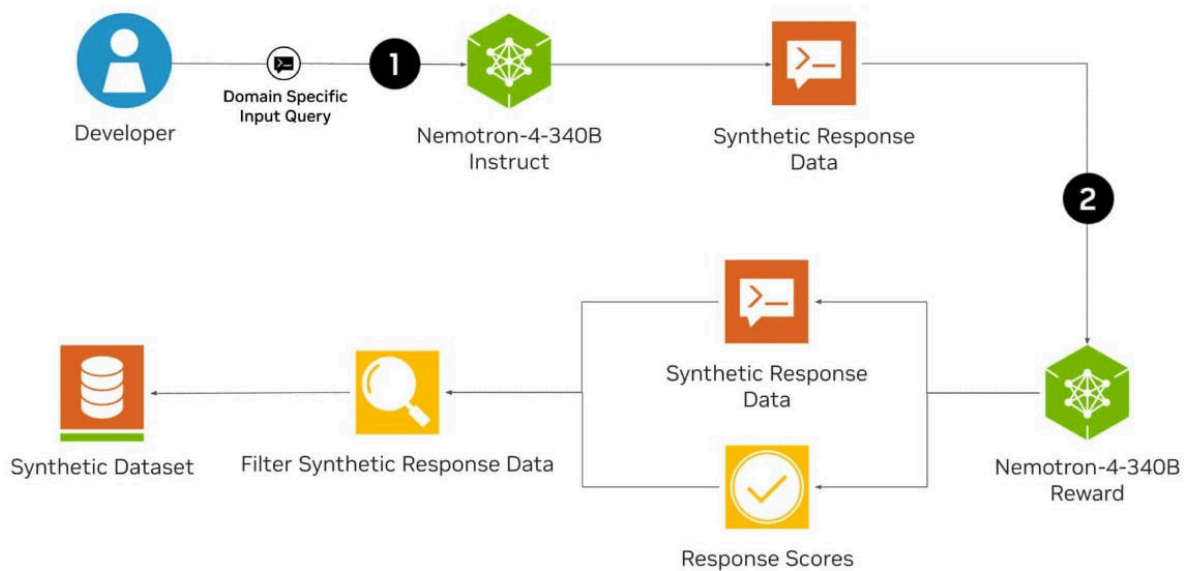 1
Domain Specific
Input Query
Developer
Nemotron-4-340B
Instruct
Synthetic Response
Data
2
Synthetic Response
Data
Synthetic Dataset
Filter Synthetic Response Data
Nemotron-4-340B
Reward
Response Scores